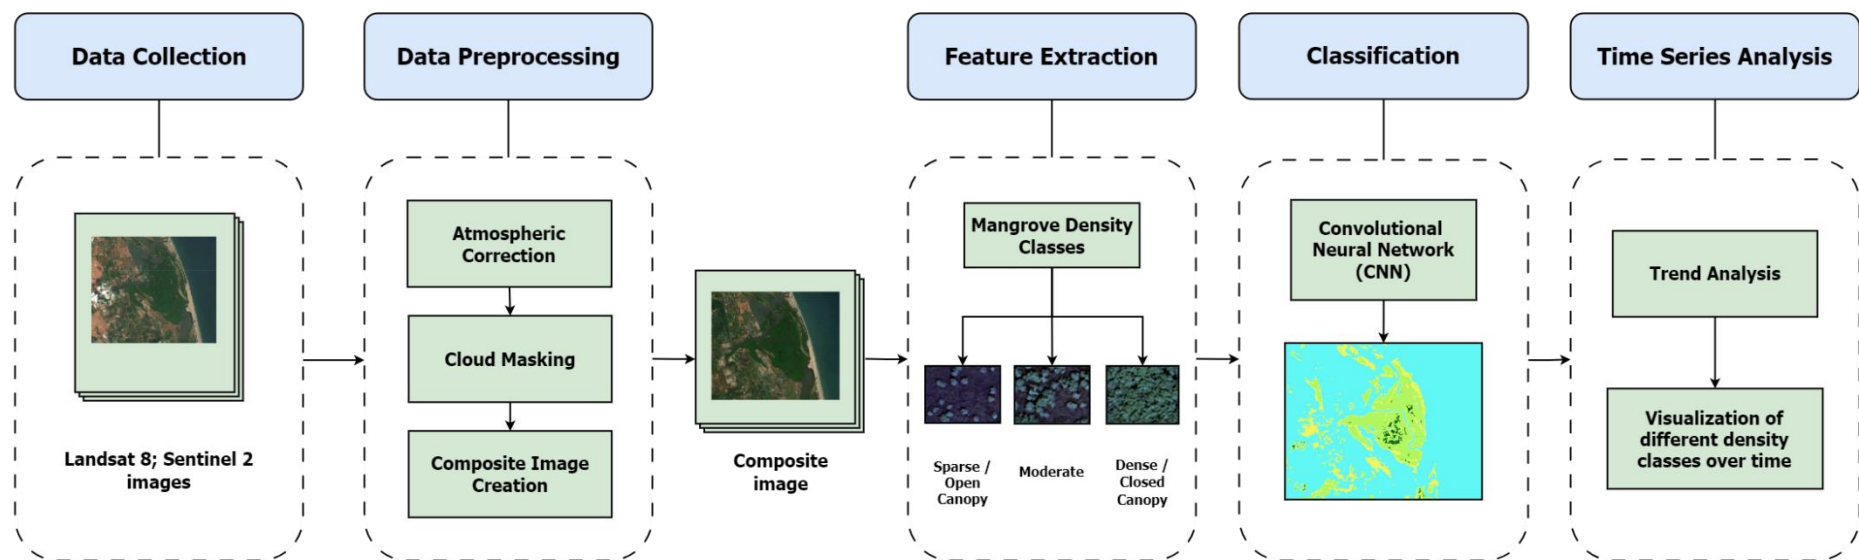 Data Collection
Data Preprocessing
Feature Extraction
Classification
Time Series Analysis
Landsat 8; Sentinel 2
images
Atmospheric
Correction
Cloud Masking
Composite Image
Creation
Composite
image
Mangrove Density
Classes
Sparse /
Open
Canopy
Moderate
Dense /
Closed
Canopy
Convolutional
Neural Network
(CNN)
Trend Analysis
Visualization of
different density
classes over time